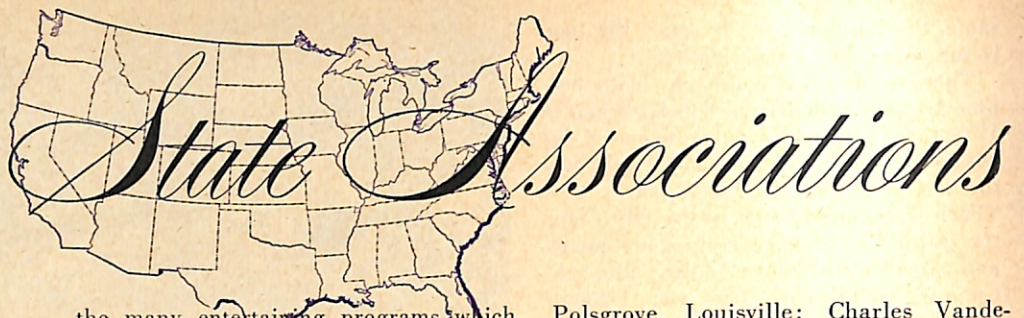 State Associations
the many entertaining programs which
Polsgrove, Louisville; Charles Vande-